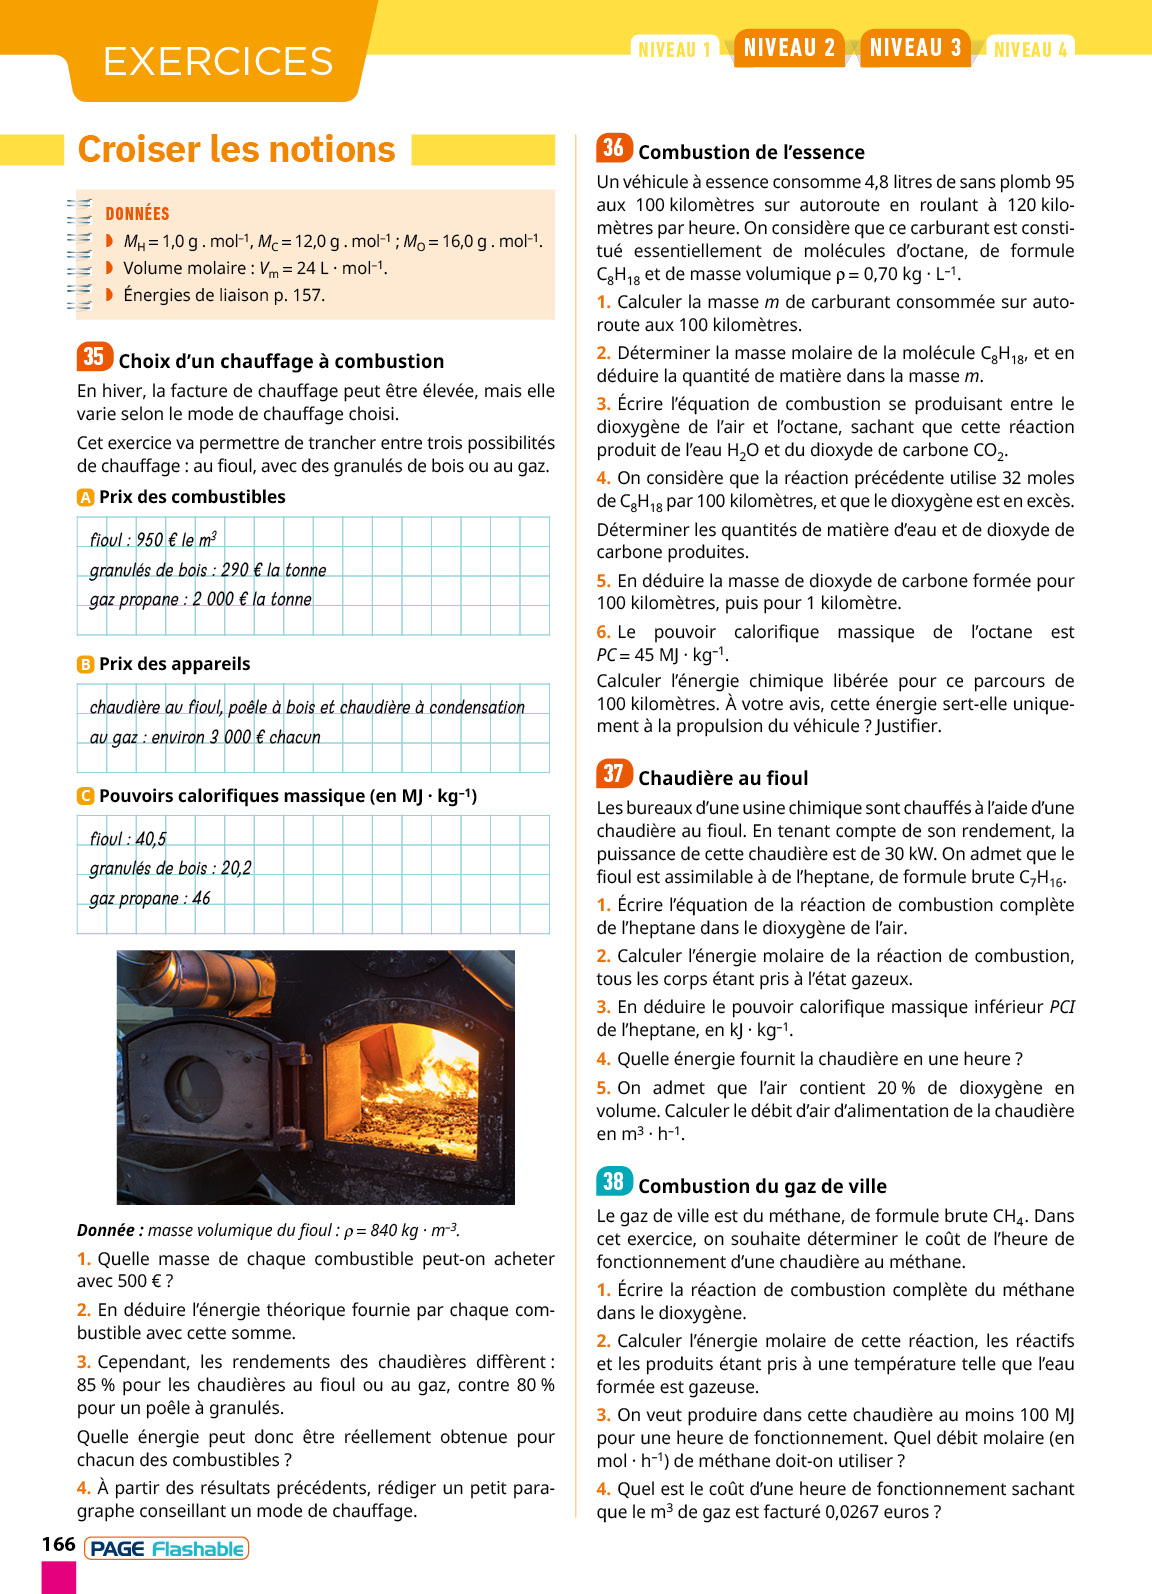 EXERCICES
NIVEAU 1
NIVEAU 2
NIVEAU 3
NIVEAU 4
Croiser les notions
DONNÉES
M_H = 1,0 g . mol⁻¹, M_C = 12,0 g . mol⁻¹ ; M_O = 16,0 g . mol⁻¹.
Volume molaire : V_m = 24 L · mol⁻¹.
Énergies de liaison p. 157.
35 Choix d’un chauffage à combustion
En hiver, la facture de chauffage peut être élevée, mais elle
varie selon le mode de chauffage choisi.
Cet exercice va permettre de trancher entre trois possibilités
de chauffage : au fioul, avec des granulés de bois ou au gaz.
A Prix des combustibles
fioul : 950 € le m³
granulés de bois : 290 € la tonne
gaz propane : 2 000 € la tonne
B Prix des appareils
chaudière au fioul, poêle à bois et chaudière à condensation
au gaz : environ 3 000 € chacun
C Pouvoirs calorifiques massique (en MJ · kg⁻¹)
fioul : 40,5
granulés de bois : 20,2
gaz propane : 46
Donnée : masse volumique du fioul : ρ = 840 kg · m⁻³.
1. Quelle masse de chaque combustible peut-on acheter
avec 500 € ?
2. En déduire l’énergie théorique fournie par chaque com-
bustible avec cette somme.
3. Cependant, les rendements des chaudières diffèrent :
85 % pour les chaudières au fioul ou au gaz, contre 80 %
pour un poêle à granulés.
Quelle énergie peut donc être réellement obtenue pour
chacun des combustibles ?
4. À partir des résultats précédents, rédiger un petit para-
graphe conseillant un mode de chauffage.
36 Combustion de l’essence
Un véhicule à essence consomme 4,8 litres de sans plomb 95
aux 100 kilomètres sur autoroute en roulant à 120 kilo-
mètres par heure. On considère que ce carburant est consti-
tué essentiellement de molécules d’octane, de formule
C₈H₁₈ et de masse volumique ρ = 0,70 kg · L⁻¹.
1. Calculer la masse m de carburant consommée sur auto-
route aux 100 kilomètres.
2. Déterminer la masse molaire de la molécule C₈H₁₈, et en
déduire la quantité de matière dans la masse m.
3. Écrire l’équation de combustion se produisant entre le
dioxygène de l’air et l’octane, sachant que cette réaction
produit de l’eau H₂O et du dioxyde de carbone CO₂.
4. On considère que la réaction précédente utilise 32 moles
de C₈H₁₈ par 100 kilomètres, et que le dioxygène est en excès.
Déterminer les quantités de matière d’eau et de dioxyde de
carbone produites.
5. En déduire la masse de dioxyde de carbone formée pour
100 kilomètres, puis pour 1 kilomètre.
6. Le pouvoir calorifique massique de l’octane est
PC = 45 MJ · kg⁻¹.
Calculer l’énergie chimique libérée pour ce parcours de
100 kilomètres. À votre avis, cette énergie sert-elle unique-
ment à la propulsion du véhicule ? Justifier.
37 Chaudière au fioul
Les bureaux d’une usine chimique sont chauffés à l’aide d’une
chaudière au fioul. En tenant compte de son rendement, la
puissance de cette chaudière est de 30 kW. On admet que le
fioul est assimilable à de l’heptane, de formule brute C₇H₁₆.
1. Écrire l’équation de la réaction de combustion complète
de l’heptane dans le dioxygène de l’air.
2. Calculer l’énergie molaire de la réaction de combustion,
tous les corps étant pris à l’état gazeux.
3. En déduire le pouvoir calorifique massique inférieur PCI
de l’heptane, en kJ · kg⁻¹.
4. Quelle énergie fournit la chaudière en une heure ?
5. On admet que l’air contient 20 % de dioxygène en
volume. Calculer le débit d’air d’alimentation de la chaudière
en m³ · h⁻¹.
38 Combustion du gaz de ville
Le gaz de ville est du méthane, de formule brute CH₄. Dans
cet exercice, on souhaite déterminer le coût de l’heure de
fonctionnement d’une chaudière au méthane.
1. Écrire la réaction de combustion complète du méthane
dans le dioxygène.
2. Calculer l’énergie molaire de cette réaction, les réactifs
et les produits étant pris à une température telle que l’eau
formée est gazeuse.
3. On veut produire dans cette chaudière au moins 100 MJ
pour une heure de fonctionnement. Quel débit molaire (en
mol · h⁻¹) de méthane doit-on utiliser ?
4. Quel est le coût d’une heure de fonctionnement sachant
que le m³ de gaz est facturé 0,0267 euros ?
166 PAGE Flashable